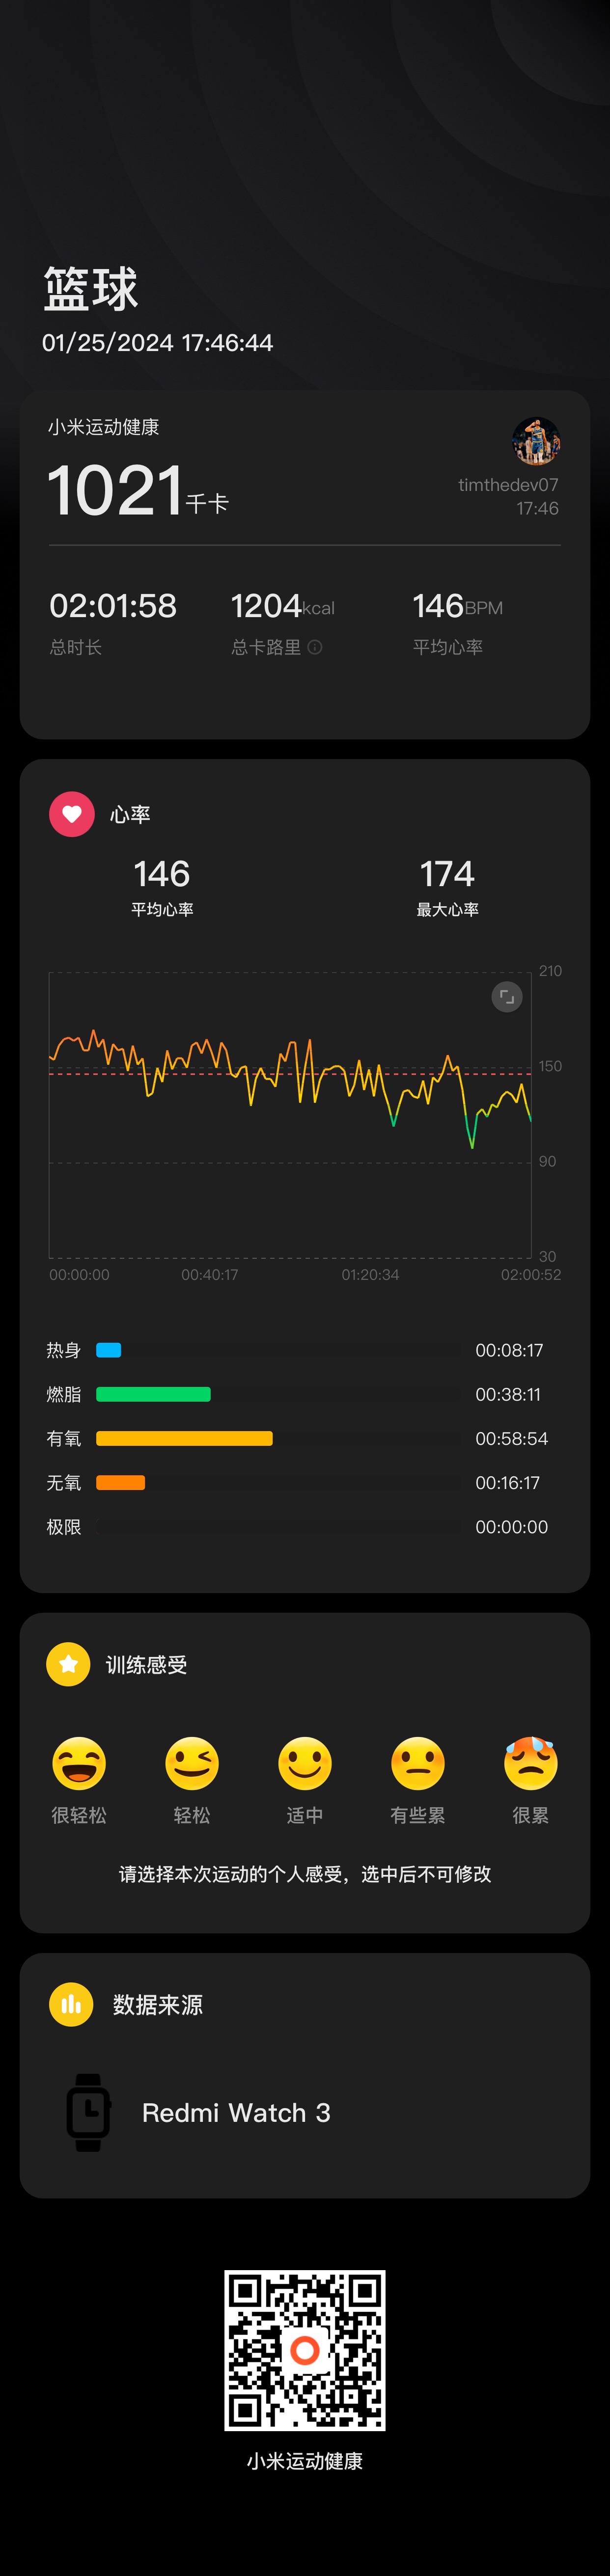 篮球
01/25/2024 17:46:44
小米运动健康
1021千卡
timthedev07
17:46
02:01:58 1204kcal 146BPM
总时长 总卡路里 平均心率
心率
146 174
平均心率 最大心率
210
150
90
30
00:00:00 00:40:17 01:20:34 02:00:52
热身 00:08:17
燃脂 00:38:11
有氧 00:58:54
无氧 00:16:17
极限 00:00:00
训练感受
很轻松 轻松 适中 有些累 很累
请选择本次运动的个人感受，选中后不可修改
数据来源
Redmi Watch 3
小米运动健康